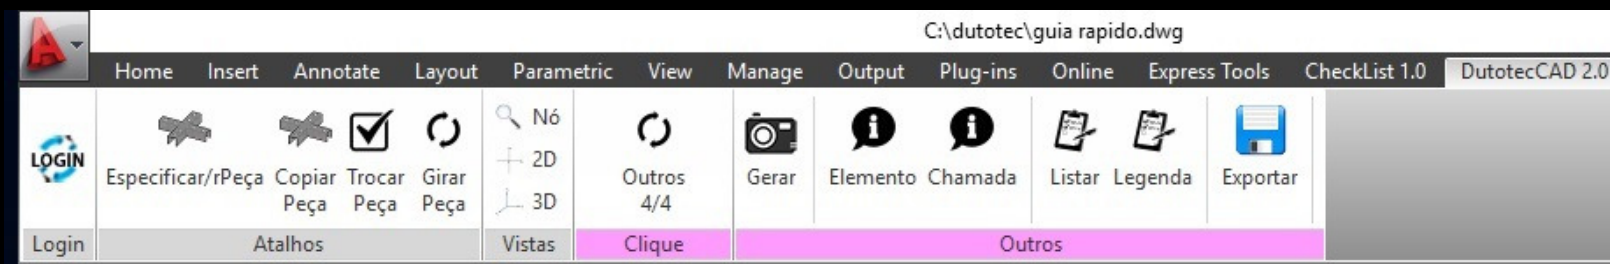 C:\dutotec\guia rapido.dwg
Home Insert Annotate Layout Parametric View Manage Output Plug-ins Online Express Tools CheckList 1.0 DutotecCAD 2.0
LOGIN
Especificar/rPeça
Copiar
Peça
Trocar
Peça
Girar
Peça
Nó
2D
3D
Outros
4/4
Gerar
Elemento
Chamada
Listar
Legenda
Exportar
Login Atalhos Vistas Clique Outros